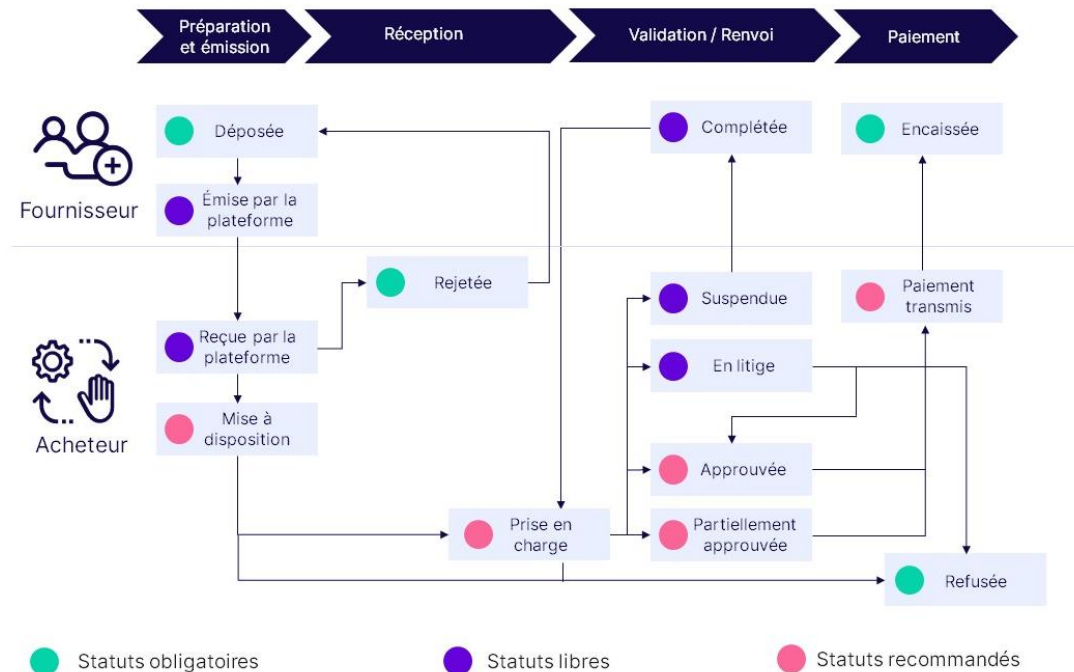 Préparation
et émission
Réception
Validation / Renvoi
Paiement
Déposée
Complétée
Encaissée
Émise par la
plateforme
Fournisseur
Rejetée
Suspendue
Paiement
transmis
Reçue par la
plateforme
En litige
Mise à
disposition
Acheteur
Approuvée
Prise en
charge
Partiellement
approuvée
Refusée
Statuts obligatoires
Statuts libres
Statuts recommandés